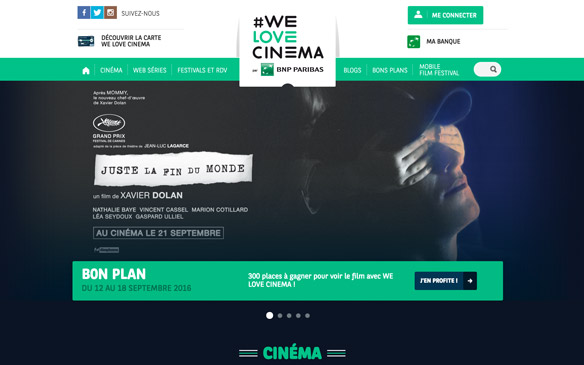 SUIVEZ-NOUS
#WE
LOVE
CINEMA
PAR BNP PARIBAS
ME CONNECTER
DÉCOUVRIR LA CARTE
WE LOVE CINEMA
MA BANQUE
CINÉMA
WEB SÉRIES
FESTIVALS ET RDV
BLOGS
BONS PLANS
MOBILE
FILM FESTIVAL
Après MOMMY,
le nouveau chef-d'œuvre
de Xavier Dolan
GRAND PRIX
FESTIVAL DE CANNES
adapté de la pièce de théâtre de JEAN-LUC LAGARCE
JUSTE LA FIN DU MONDE
un film de XAVIER DOLAN
NATHALIE BAYE VINCENT CASSEL MARION COTILLARD
LÉA SEYDOUX GASPARD ULLIEL
AU CINÉMA LE 21 SEPTEMBRE
BON PLAN
DU 12 AU 18 SEPTEMBRE 2016
300 places à gagner pour voir le film avec WE
LOVE CINEMA !
J'EN PROFITE !
CINÉMA